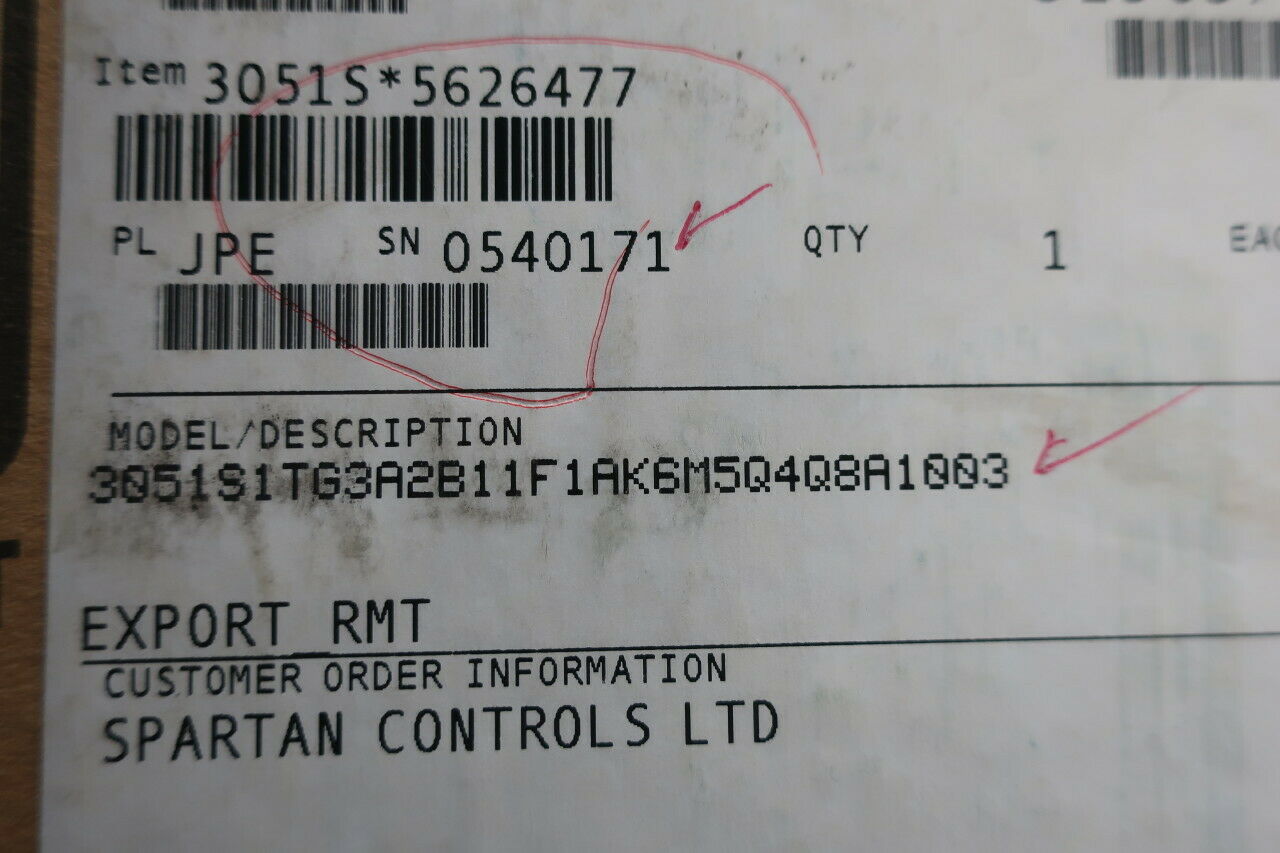 Item 3051S*5626477
PL JPE SN 0540171 QTY 1
MODEL/DESCRIPTION
3051S1TG3A2B11F1AK6M5Q4Q8A1003
EXPORT RMT
CUSTOMER ORDER INFORMATION
SPARTAN CONTROLS LTD